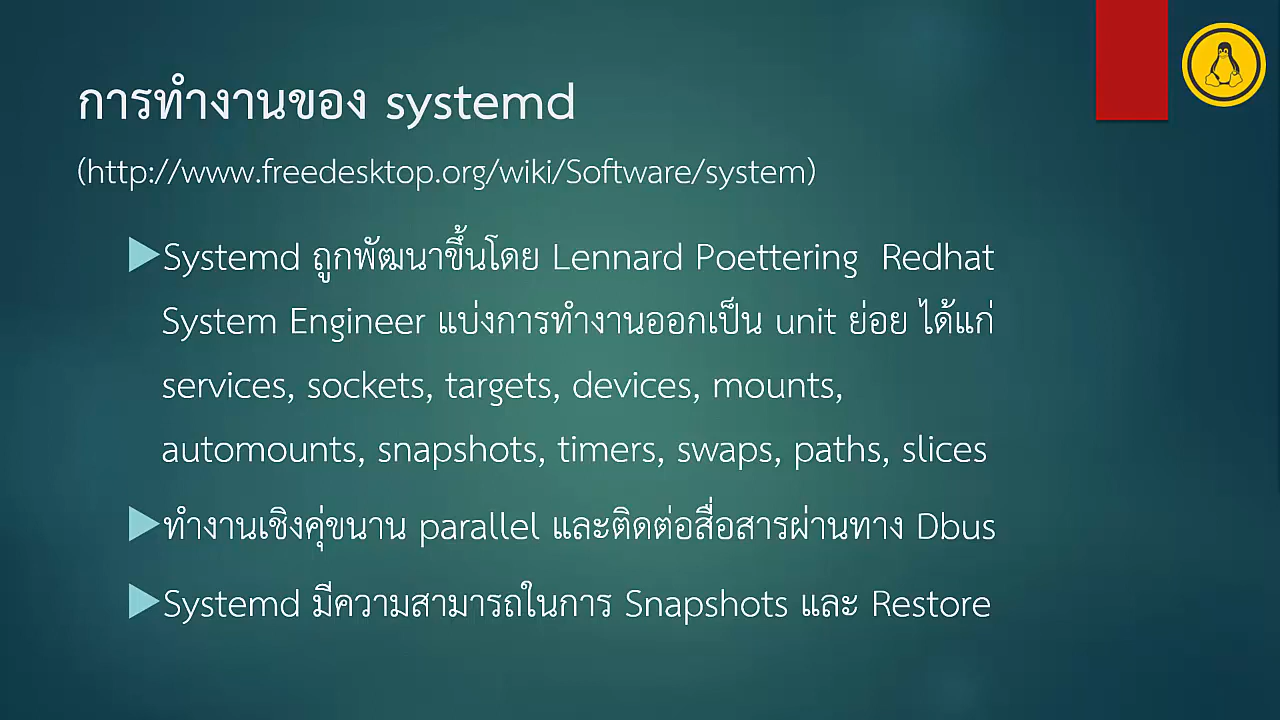 การทำงานของ systemd
(http://www.freedesktop.org/wiki/Software/system)
Systemd ถูกพัฒนาขึ้นโดย Lennard Poettering Redhat
System Engineer แบ่งการทำงานออกเป็น unit ย่อย ได้แก่
services, sockets, targets, devices, mounts,
automounts, snapshots, timers, swaps, paths, slices
ทำงานเชิงคุ่ขนาน parallel และติดต่อสื่อสารผ่านทาง Dbus
Systemd มีความสามารถในการ Snapshots และ Restore